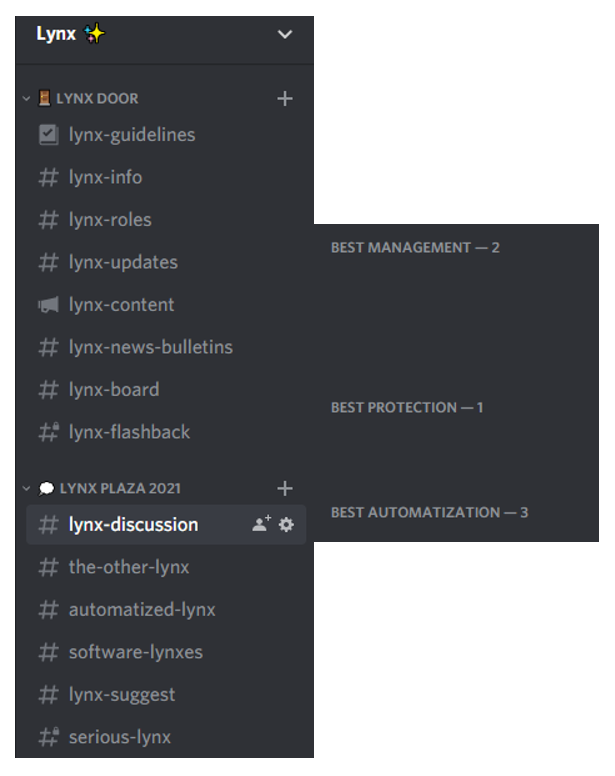 Lynx ✨
LYNX DOOR
lynx-guidelines
lynx-info
lynx-roles
lynx-updates
lynx-content
lynx-news-bulletins
lynx-board
lynx-flashback
LYNX PLAZA 2021
lynx-discussion
the-other-lynx
automatized-lynx
software-lynxes
lynx-suggest
serious-lynx
BEST MANAGEMENT — 2
BEST PROTECTION — 1
BEST AUTOMATIZATION — 3